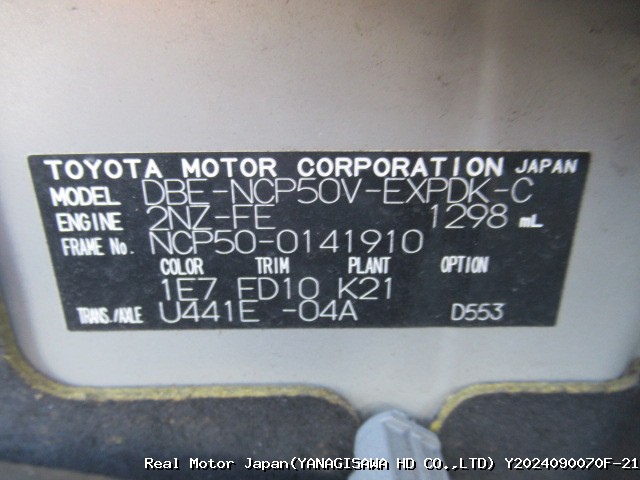 TOYOTA MOTOR CORPORATION JAPAN
MODEL DBE-NCP50V-EXPDK-C
ENGINE 2NZ-FE 1298 mL
FRAME No. NCP50-0141910
COLOR TRIM PLANT OPTION
1E7 FD10 K21
TRANS./AXLE U441E -04A D553
Real Motor Japan(YANAGISAWA HD CO.,LTD) Y2024090070F-21